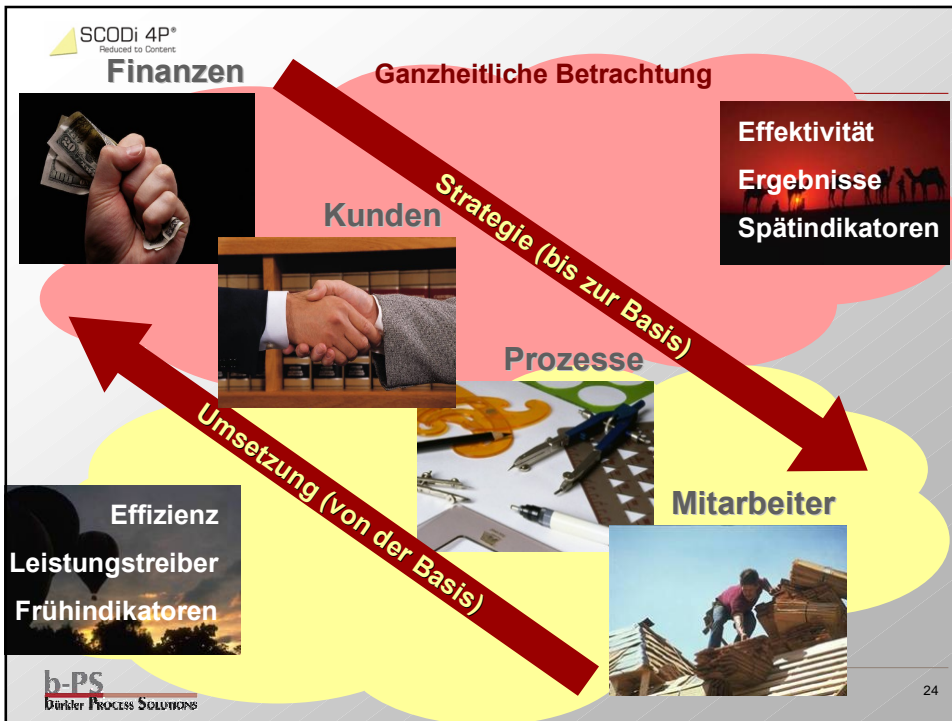 SCODi 4P®
Reduced to Content
Finanzen
Ganzheitliche Betrachtung
Effektivität
Ergebnisse
Spätindikatoren
Kunden
Strategie (bis zur Basis)
Prozesse
Umsetzung (von der Basis)
Mitarbeiter
Effizienz
Leistungstreiber
Frühindikatoren
b-PS
Dürkler PROCESS SOLUTIONS
24